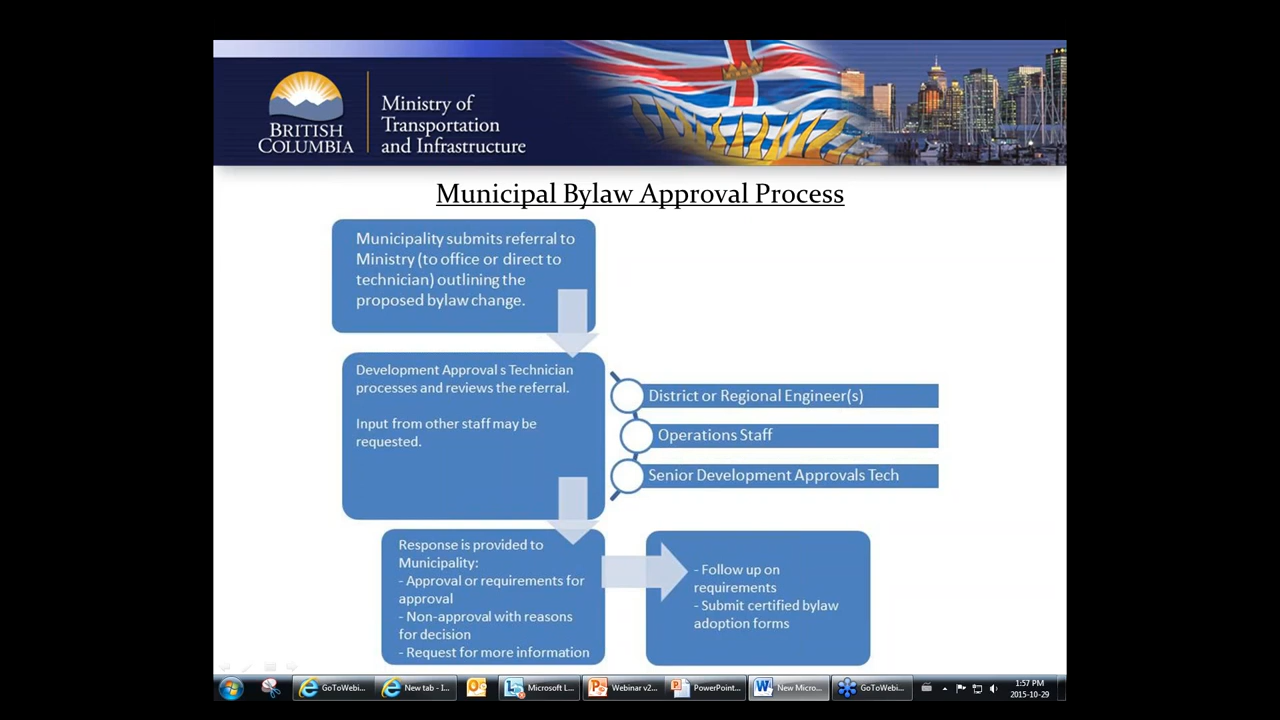 BRITISH
COLUMBIA
Ministry of
Transportation
and Infrastructure
Municipal Bylaw Approval Process
Municipality submits referral to
Ministry (to office or direct to
technician) outlining the
proposed bylaw change.
Development Approval s Technician
processes and reviews the referral.
Input from other staff may be
requested.
District or Regional Engineer(s)
Operations Staff
Senior Development Approvals Tech
Response is provided to
Municipality:
- Approval or requirements for
approval
- Non-approval with reasons
for decision
- Request for more information
- Follow up on
requirements
- Submit certified bylaw
adoption forms
GoToWebi...
New tab - I...
Microsoft L...
Webinar v2...
PowerPoint...
New Micro...
GoToWebi...
1:57 PM
2015-10-29